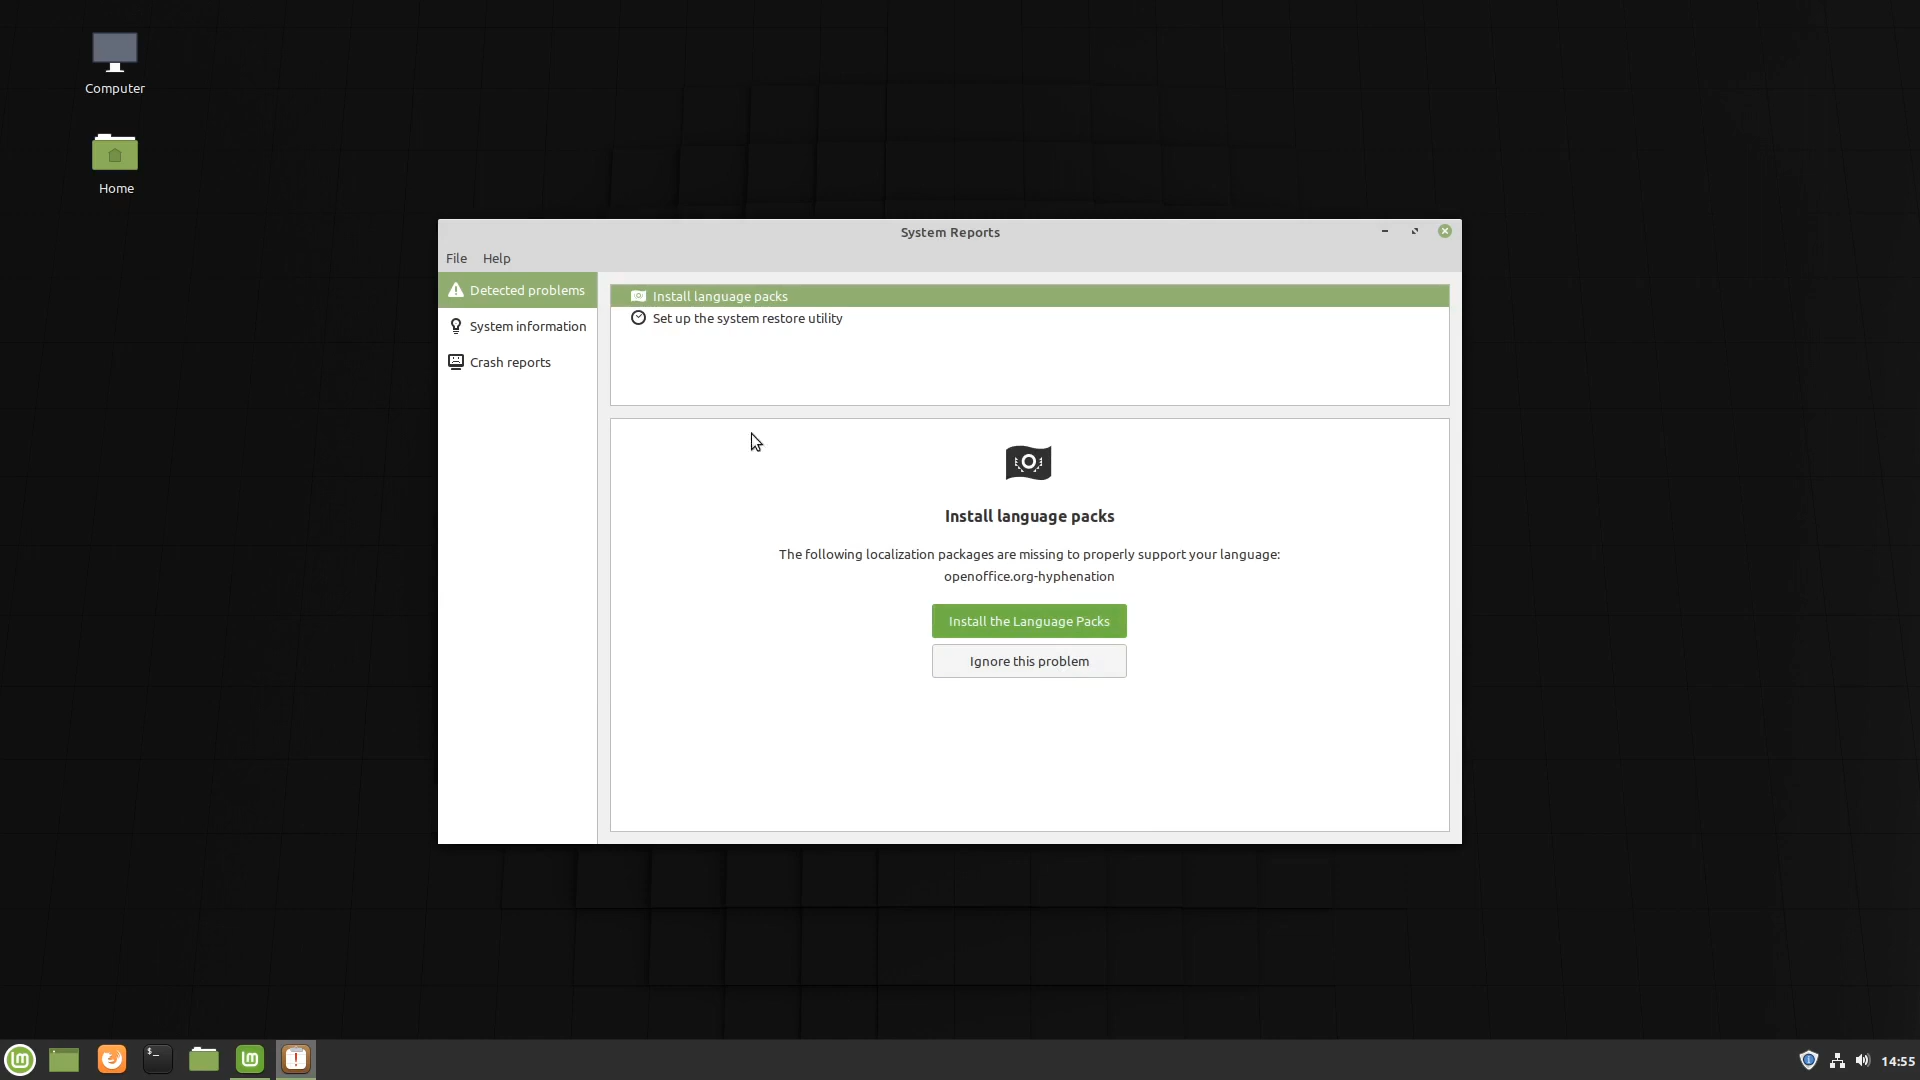 Computer
Home
System Reports
File Help
Detected problems
System information
Crash reports
Install language packs
Set up the system restore utility
Install language packs
The following localization packages are missing to properly support your language:
openoffice.org-hyphenation
Install the Language Packs
Ignore this problem
14:55